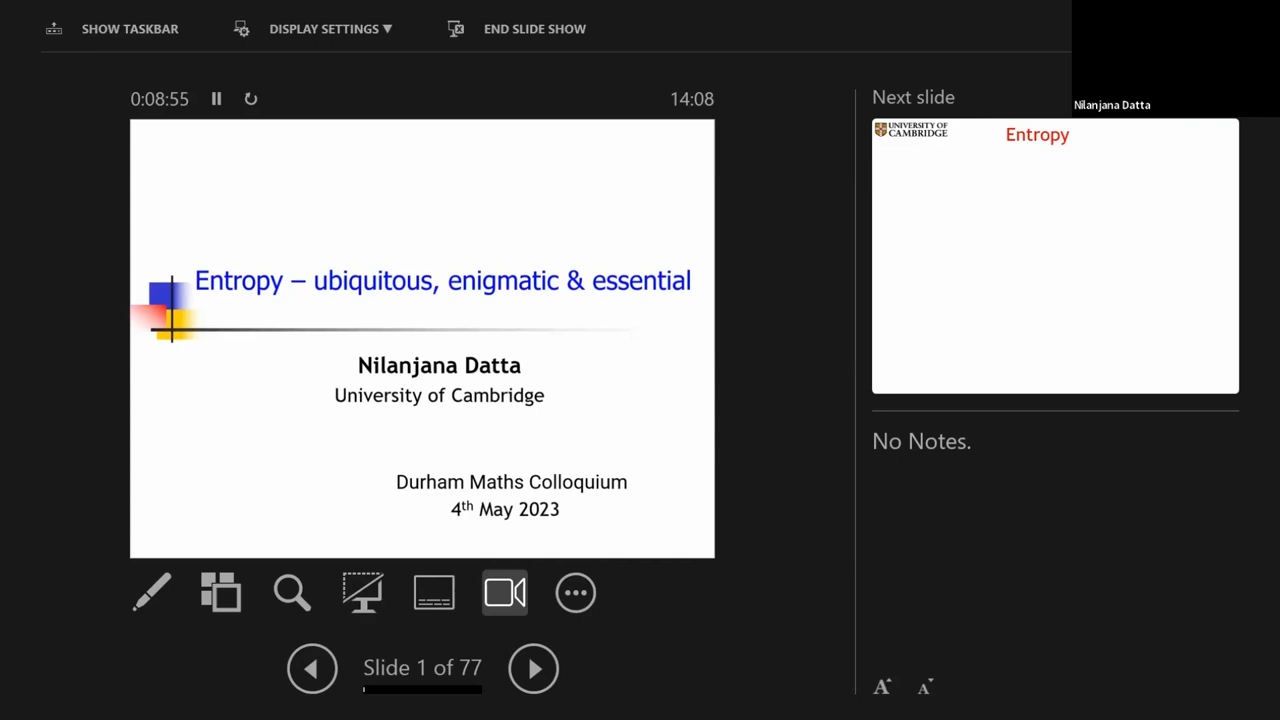 SHOW TASKBAR
DISPLAY SETTINGS ▼
END SLIDE SHOW
0:08:55
14:08
Next slide
Nilanjana Datta
UNIVERSITY OF
CAMBRIDGE
Entropy
Entropy – ubiquitous, enigmatic & essential
Nilanjana Datta
University of Cambridge
Durham Maths Colloquium
4th May 2023
No Notes.
Slide 1 of 77
A
A